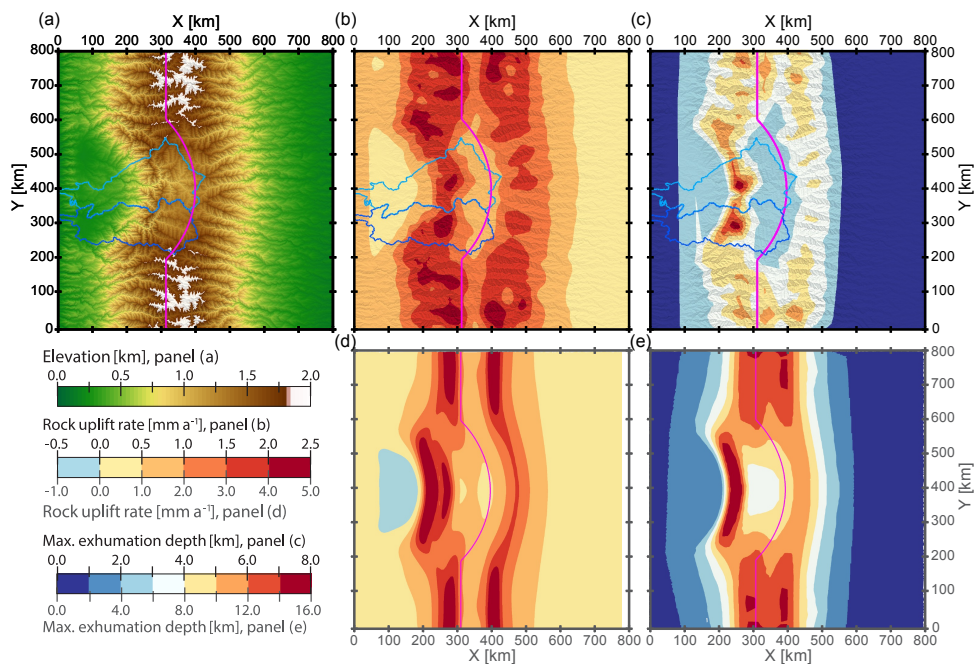 X [km] X [km] X [km]
(a) (b) (c)
0 100 200 300 400 500 600 700 800 0 100 200 300 400 500 600 700 800 0 100 200 300 400 500 600 700 800
800 800
700 700
600 600
500 500
Y [km] Y [km]
400 400
300 300
200 200
100 100
0 0
(d) (e)
Elevation [km], panel (a)
0.0 0.5 1.0 1.5 2.0
Rock uplift rate [mm a⁻¹], panel (b)
-0.5 0.0 0.5 1.0 1.5 2.0 2.5
-1.0 0.0 1.0 2.0 3.0 4.0 5.0
Rock uplift rate [mm a⁻¹], panel (d)
Max. exhumation depth [km], panel (c)
0.0 2.0 4.0 6.0 8.0
0.0 4.0 8.0 12.0 16.0
Max. exhumation depth [km], panel (e)
800
700
600
500
Y [km]
400
300
200
100
0
0 100 200 300 400 500 600 700 800 0 100 200 300 400 500 600 700 800
X [km] X [km]